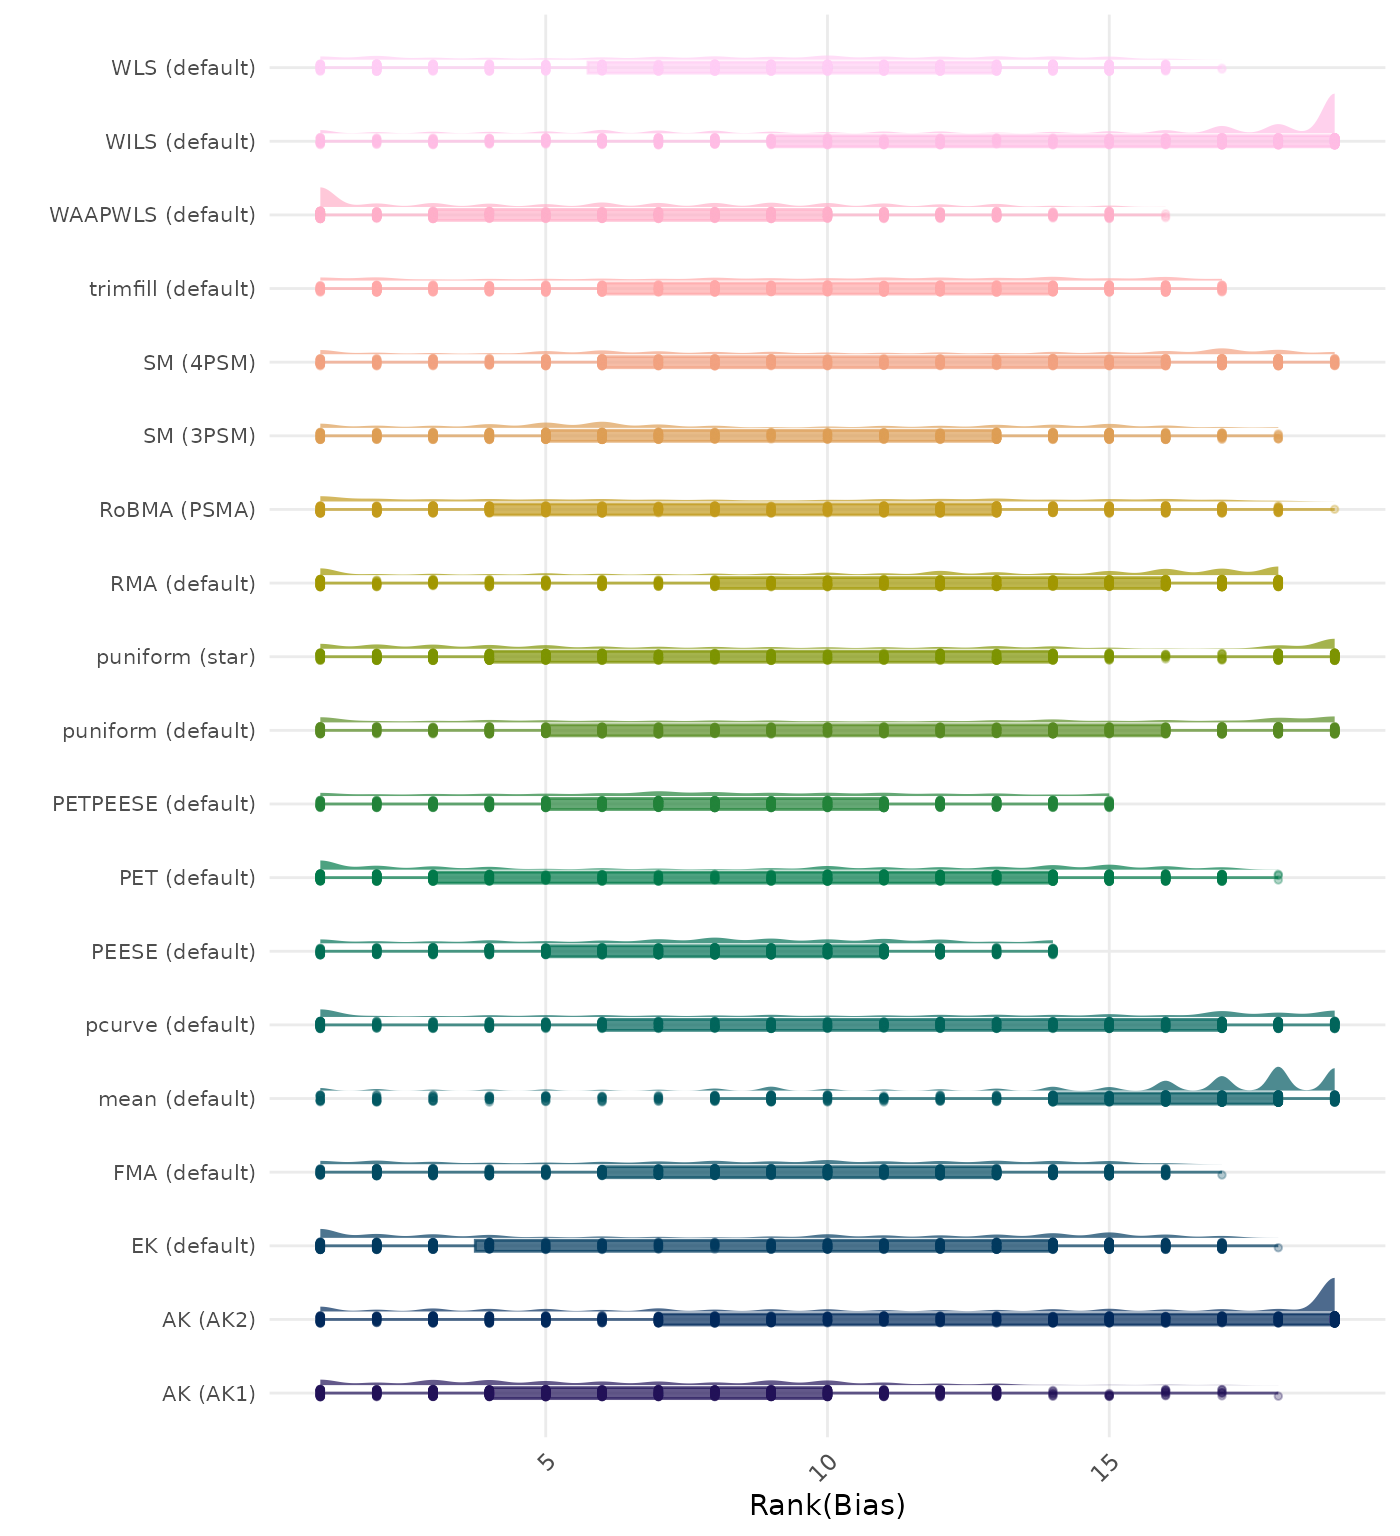 WLS (default)
WILS (default)
WAAPWLS (default)
trimfill (default)
SM (4PSM)
SM (3PSM)
RoBMA (PSMA)
RMA (default)
puniform (star)
puniform (default)
PETPEESE (default)
PET (default)
PEESE (default)
pcurve (default)
mean (default)
FMA (default)
EK (default)
AK (AK2)
AK (AK1)
5 10 15
Rank(Bias)